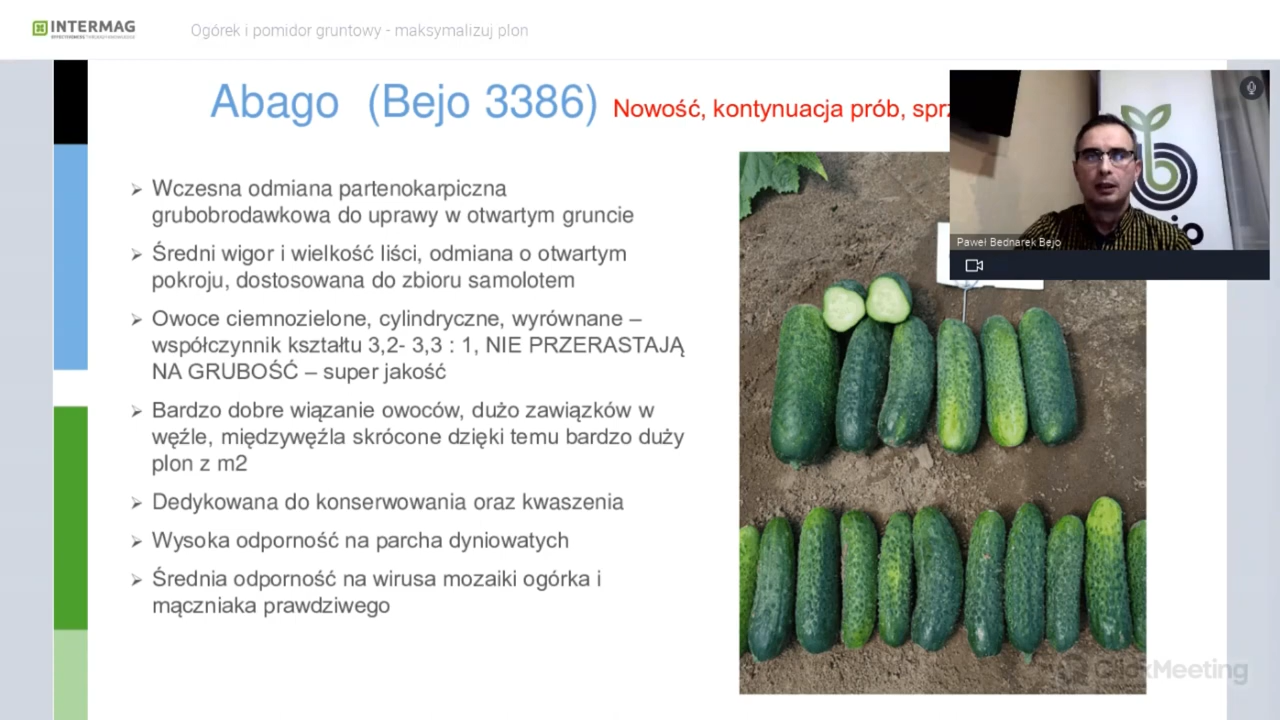 INTERMAG
Ogórek i pomidor gruntowy - maksymalizuj plon
Abago (Bejo 3386) Nowość, kontynuacja prób,
Paweł Bednarek Bejo
➢ Wczesna odmiana partenokarpiczna
grubobrodawkowa do uprawy w otwartym gruncie
➢ Średni wigor i wielkość liści, odmiana o otwartym
pokroju, dostosowana do zbioru samolotem
➢ Owoce ciemnozielone, cylindryczne, wyrównane –
współczynnik kształtu 3,2- 3,3 : 1, NIE PRZERASTAJĄ
NA GRUBOŚĆ – super jakość
➢ Bardzo dobre wiązanie owoców, dużo zawiązków w
węźle, międzywęźla skrócone dzięki temu bardzo duży
plon z m2
➢ Dedykowana do konserwowania oraz kwaszenia
➢ Wysoka odporność na parcha dyniowatych
➢ Średnia odporność na wirusa mozaiki ogórka i
mączniaka prawdziwego
ClickMeeting